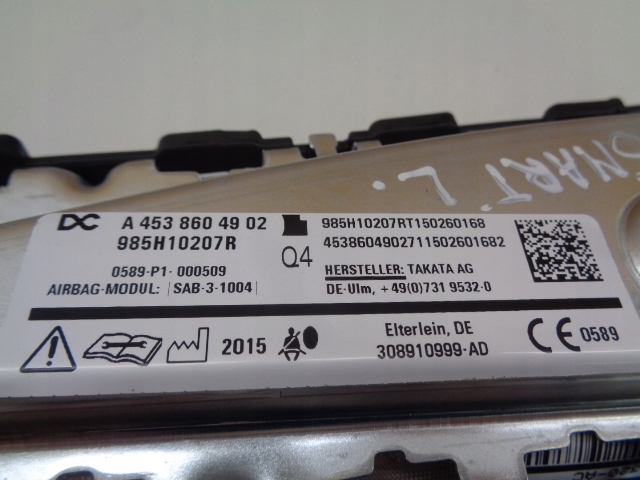 SMART L.
DC A 453 860 49 02
985H10207R
0589-P1- 000509
AIRBAG-MODUL: SAB-3-1004
Q4
985H10207RT150260168
4538604902711502601682
HERSTELLER: TAKATA AG
DE-Ulm, +49(0)731 9532-0
2015
Elterlein, DE
308910999-AD
CE 0589